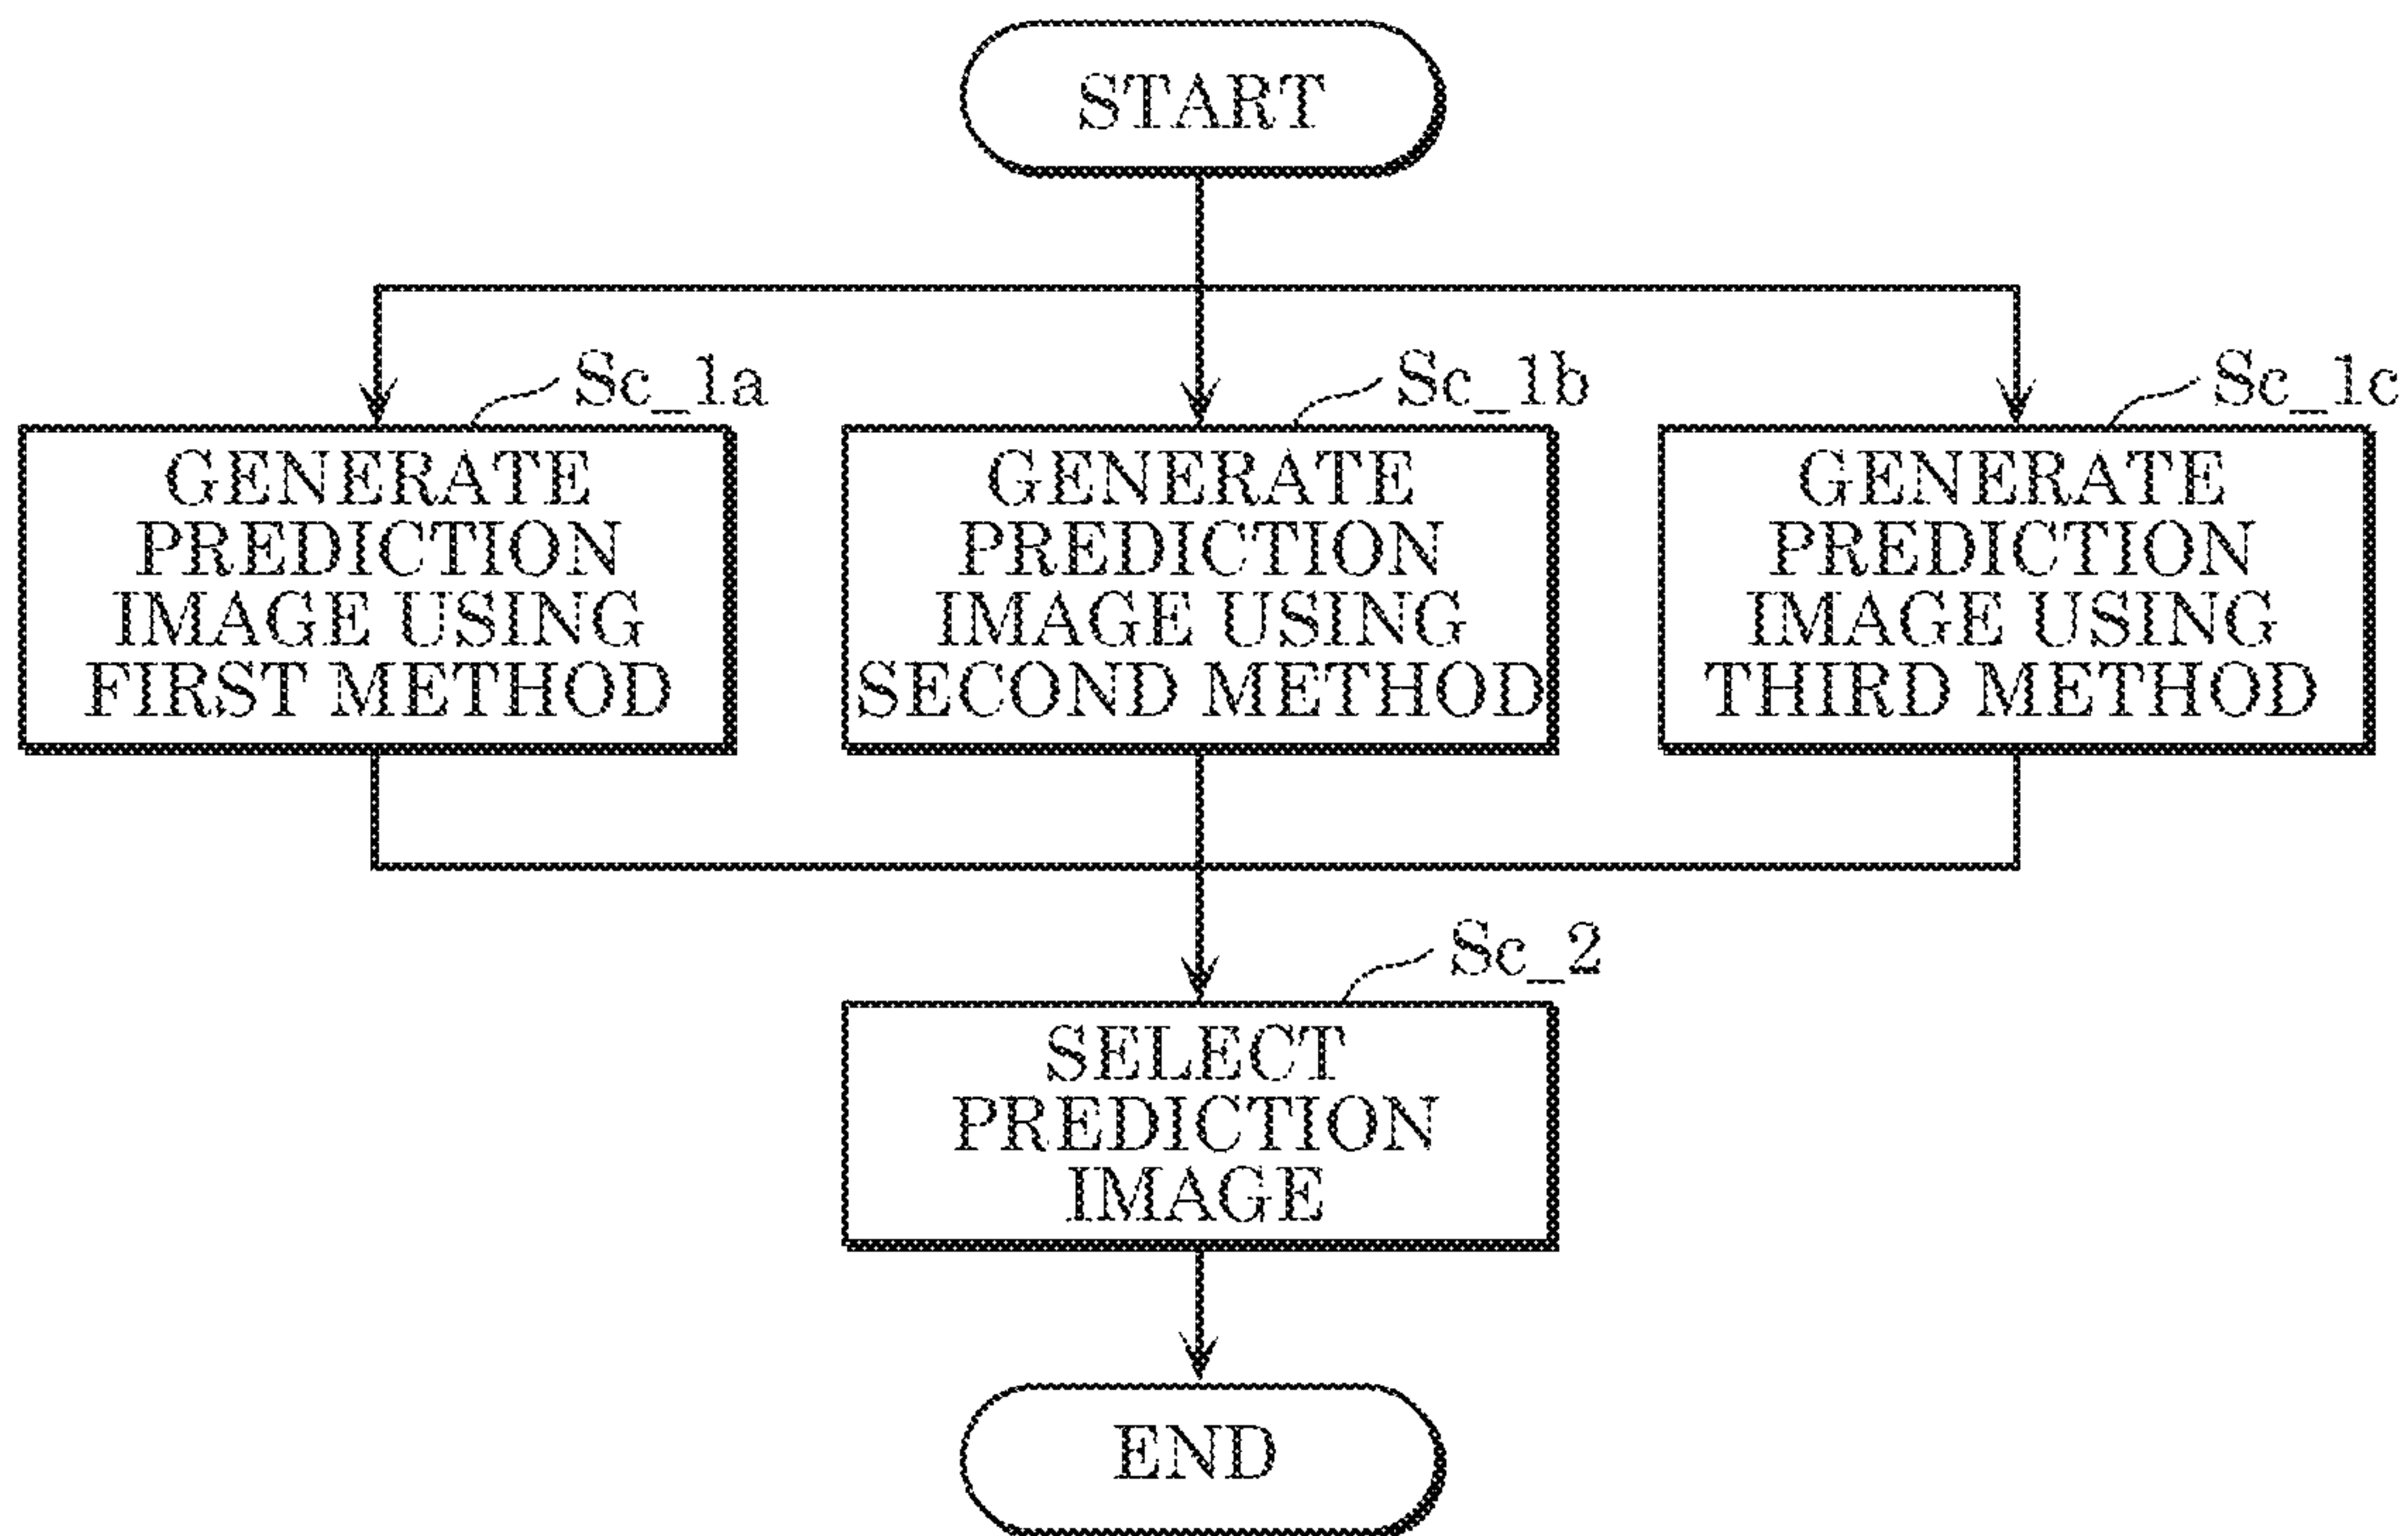 START
Sc_1a
GENERATE
PREDICTION
IMAGE USING
FIRST METHOD
Sc_1b
GENERATE
PREDICTION
IMAGE USING
SECOND METHOD
Sc_1c
GENERATE
PREDICTION
IMAGE USING
THIRD METHOD
Sc_2
SELECT
PREDICTION
IMAGE
END